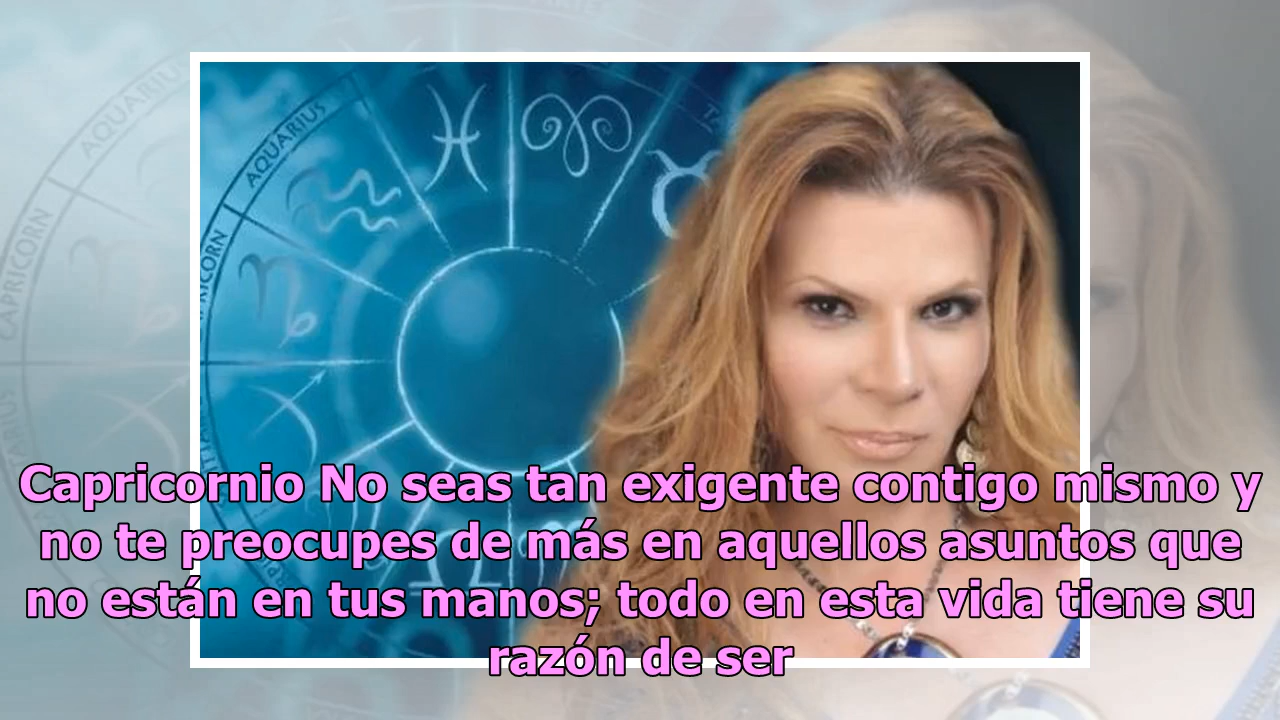 AQUARIUS
AQUARIUS
CAPRICORN
Capricornio No seas tan exigente contigo mismo y
no te preocupes de más en aquellos asuntos que
no están en tus manos; todo en esta vida tiene su
razón de ser